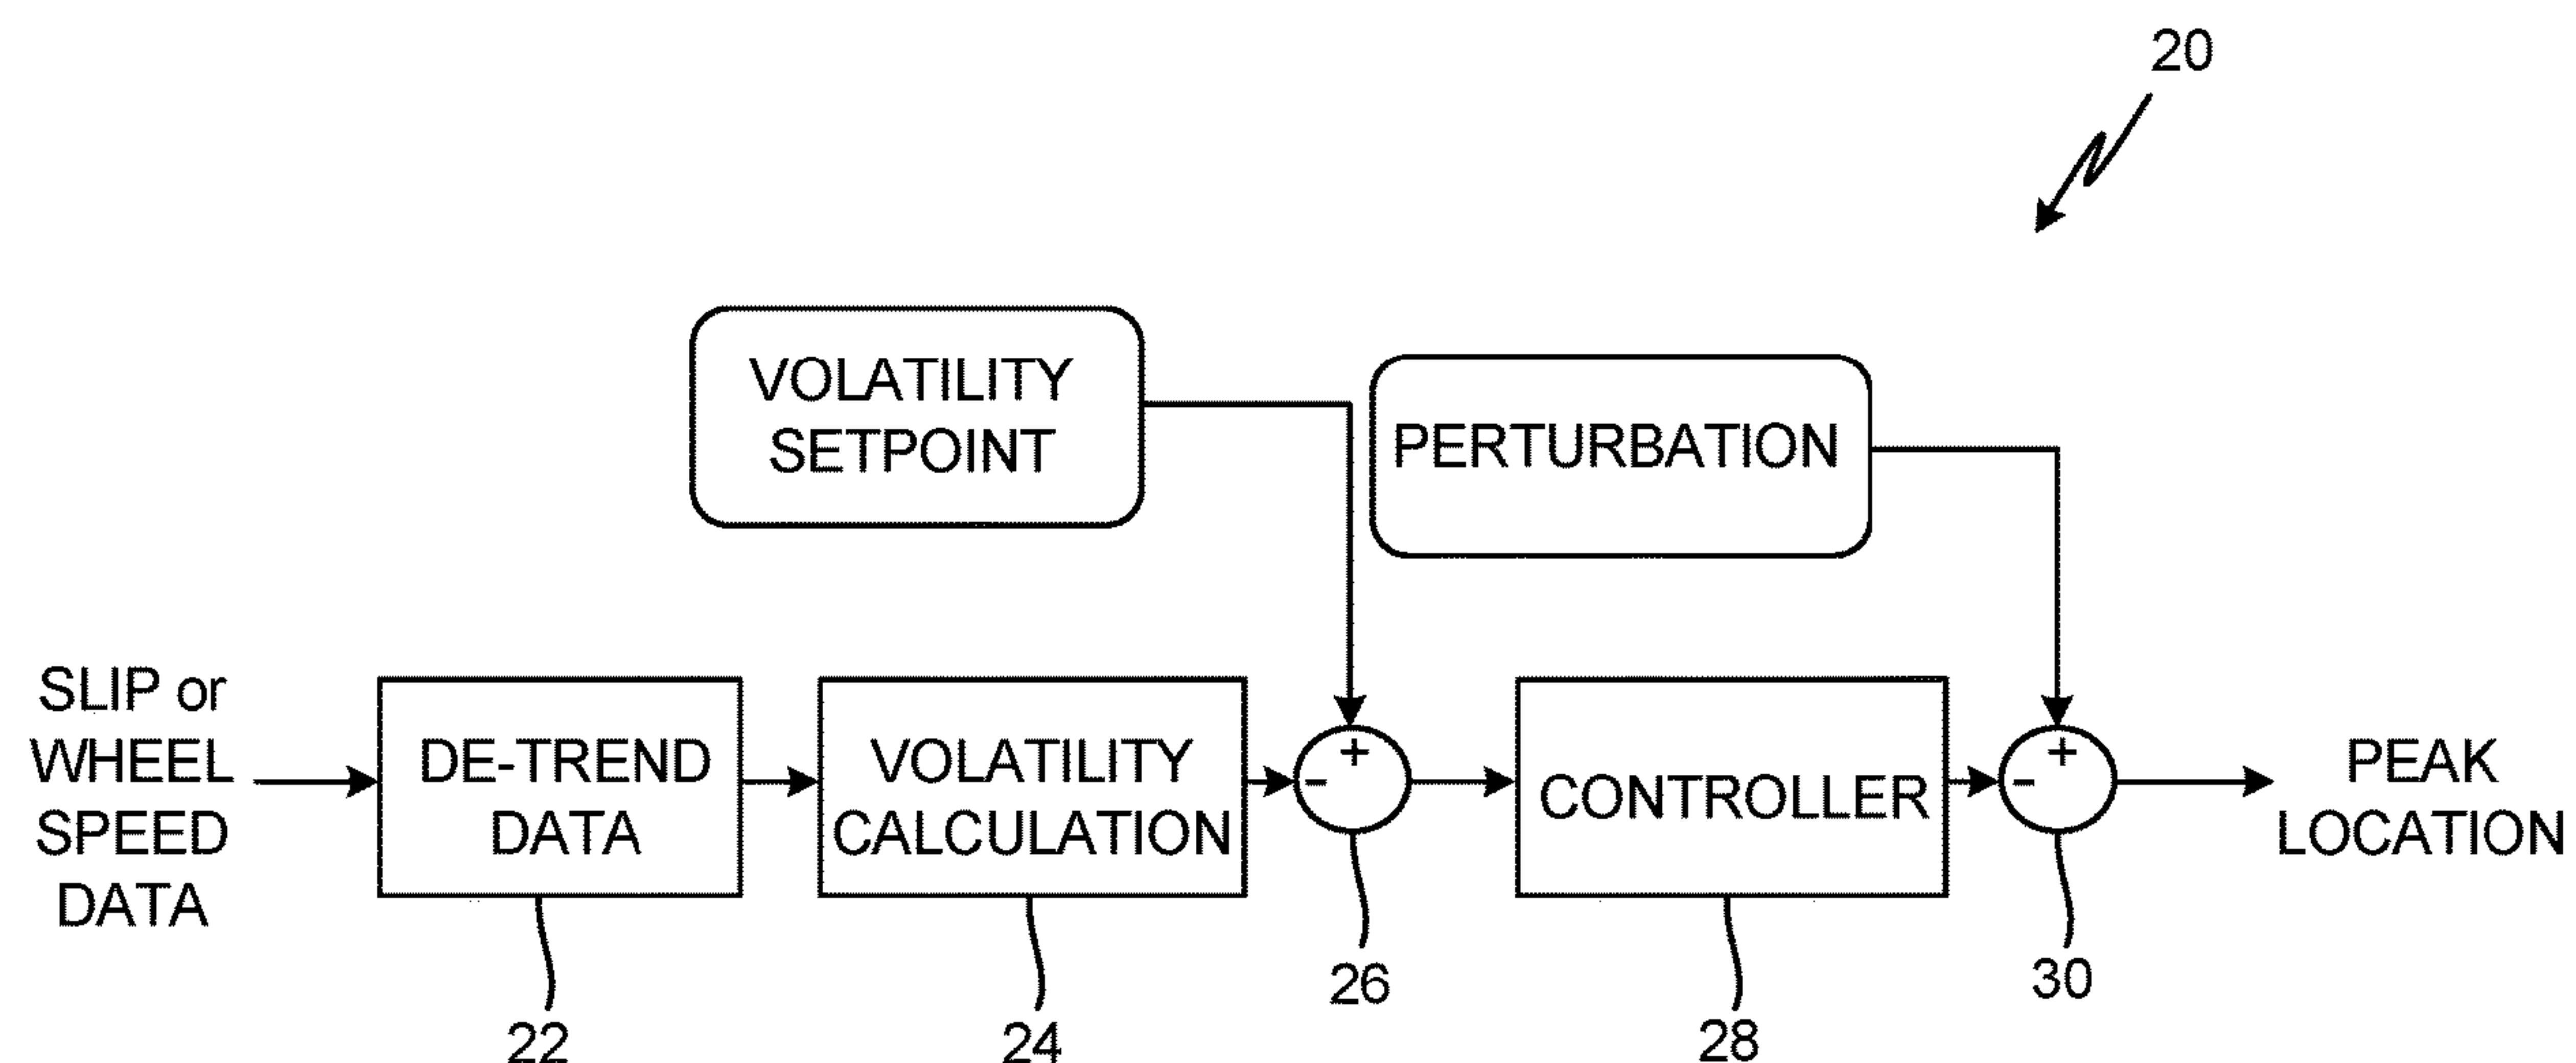 20
VOLATILITY
SETPOINT
PERTURBATION
SLIP or
WHEEL
SPEED
DATA
DE-TREND
DATA
VOLATILITY
CALCULATION
+
-
CONTROLLER
+
-
PEAK
LOCATION
22
24
26
28
30